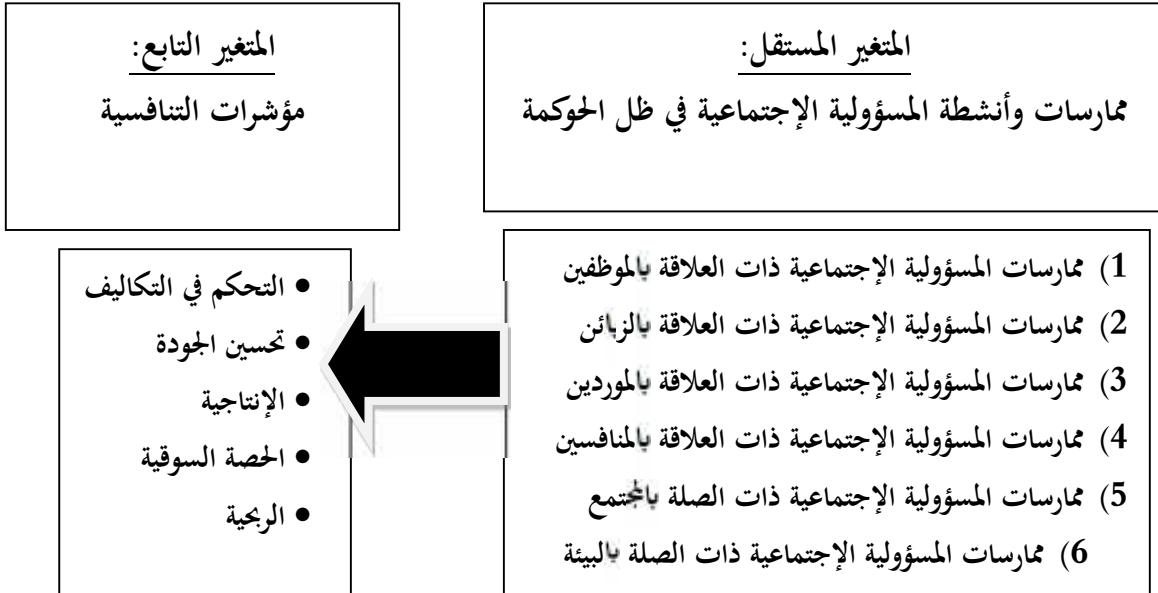 المتغير المستقل:
ممارسات وأنشطة المسؤولية الإجتماعية في ظل الحوكمة
المتغير التابع:
مؤشرات التنافسية
1) ممارسات المسؤولية الإجتماعية ذات العلاقة بالموظفين
2) ممارسات المسؤولية الإجتماعية ذات العلاقة بالزبائن
3) ممارسات المسؤولية الإجتماعية ذات العلاقة بالموردين
4) ممارسات المسؤولية الإجتماعية ذات العلاقة بالمنافسين
5) ممارسات المسؤولية الإجتماعية ذات الصلة بالمجتمع
6) ممارسات المسؤولية الإجتماعية ذات الصلة بالبيئة
• التحكم في التكاليف
• تحسين الجودة
• الإنتاجية
• الحصة السوقية
• الربحية